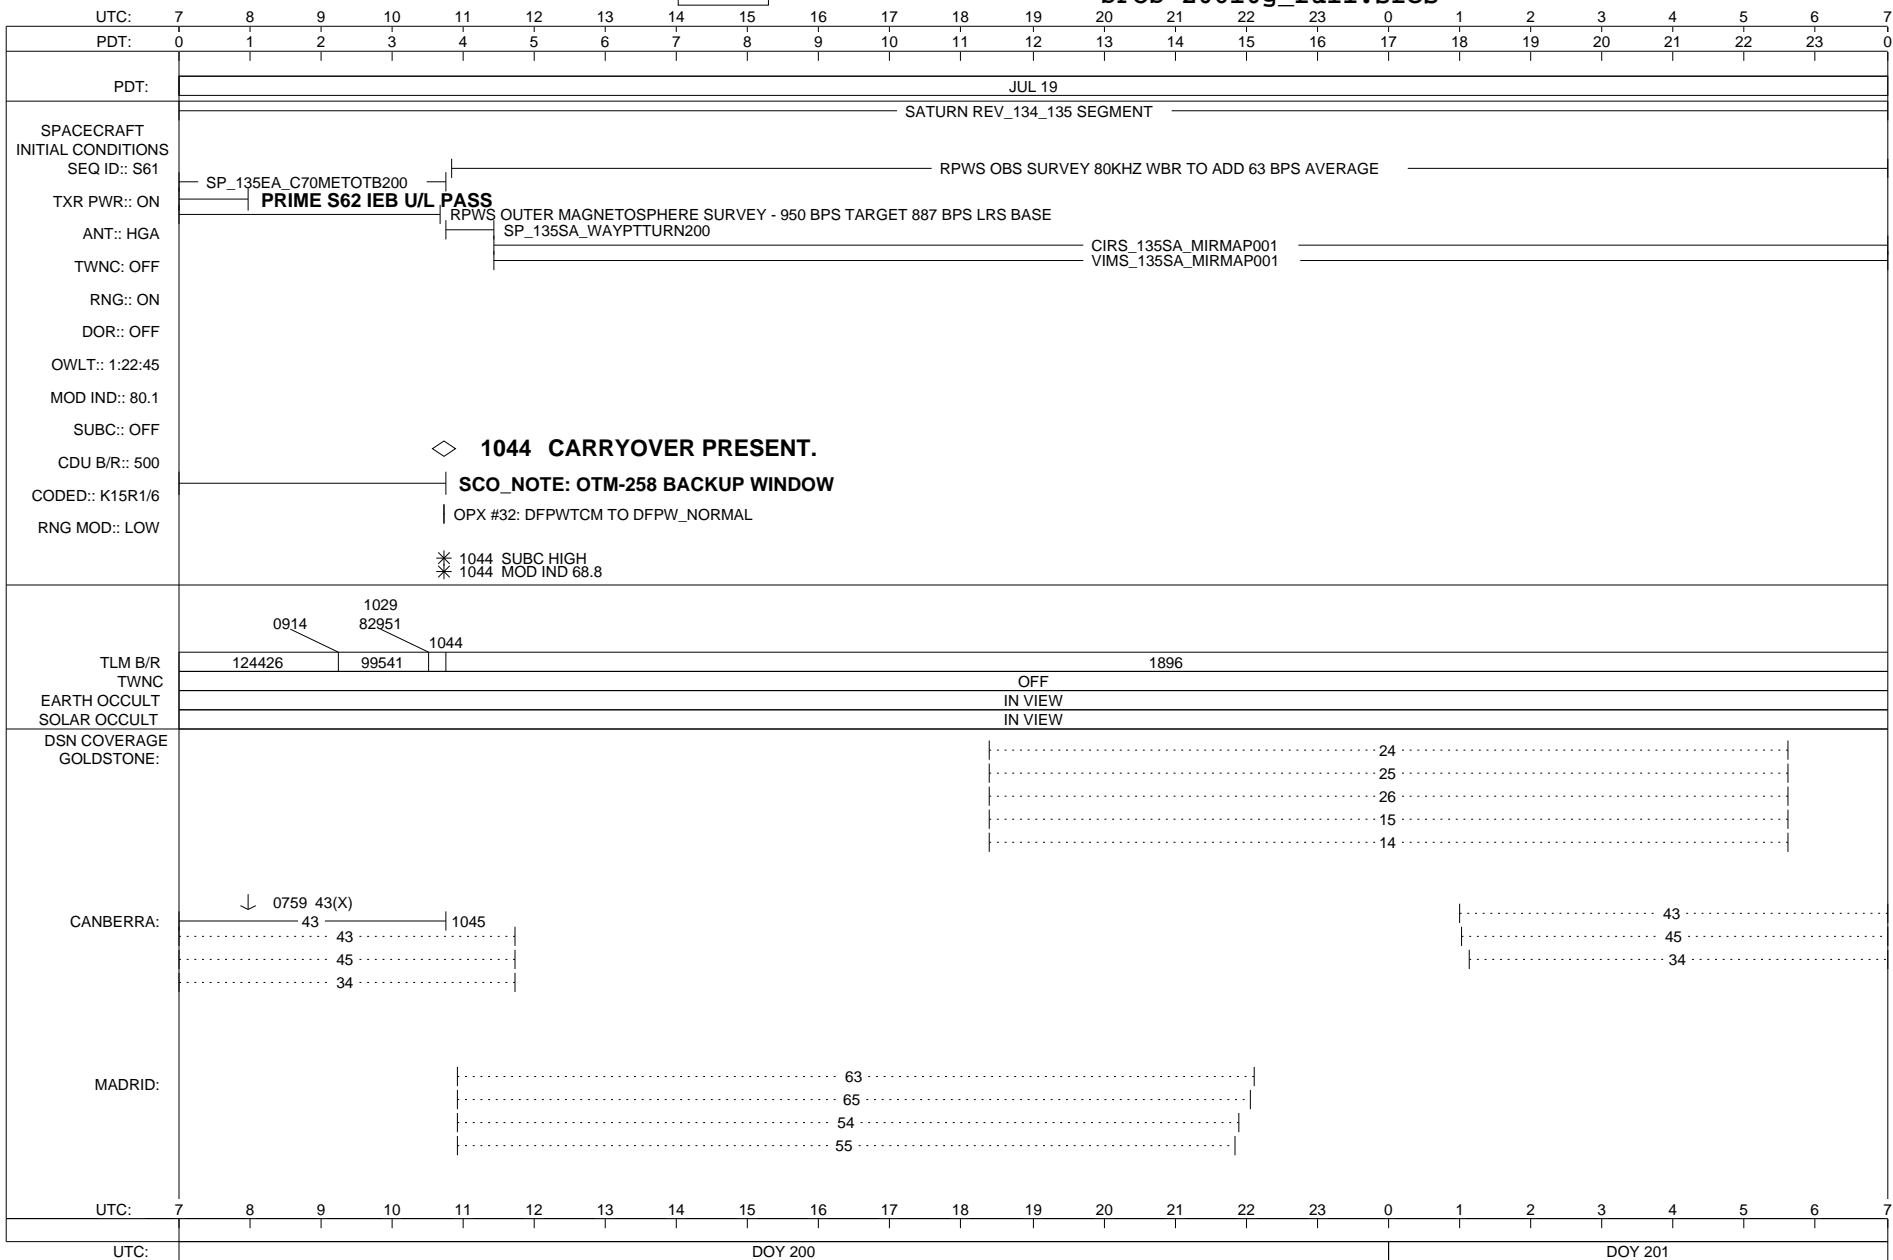 UTC: 7 8 9 10 11 12 13 14 15 16 17 18 19 20 21 22 23 0 1 2 3 4 5 6 7
PDT: 0 1 2 3 4 5 6 7 8 9 10 11 12 13 14 15 16 17 18 19 20 21 22 23 0
PDT: JUL 19
SATURN REV_134_135 SEGMENT
SPACECRAFT
INITIAL CONDITIONS
SEQ ID:: S61
RPWS OBS SURVEY 80KHZ WBR TO ADD 63 BPS AVERAGE
SP_135EA_C70METOTB200
TXR PWR:: ON
PRIME S62 IEB U/L PASS
RPWS OUTER MAGNETOSPHERE SURVEY - 950 BPS TARGET 887 BPS LRS BASE
ANT:: HGA
SP_135SA_WAYPTTURN200
CIRS_135SA_MIRMAP001
VIMS_135SA_MIRMAP001
TWNC: OFF
RNG:: ON
DOR:: OFF
OWLT:: 1:22:45
MOD IND:: 80.1
SUBC:: OFF
1044 CARRYOVER PRESENT.
CDU B/R:: 500
SCO_NOTE: OTM-258 BACKUP WINDOW
CODED:: K15R1/6
OPX #32: DFPWTCM TO DFPW_NORMAL
RNG MOD:: LOW
1044 SUBC HIGH
1044 MOD IND 68.8
1029
0914 82951
1044
TLM B/R 124426 99541 1896
TWNC OFF
EARTH OCCULT IN VIEW
SOLAR OCCULT IN VIEW
DSN COVERAGE
GOLDSTONE:
24
25
26
15
14
0759 43(X)
CANBERRA: 43 1045 43
43 45
45 34
34
MADRID: 63
65
54
55
UTC: 7 8 9 10 11 12 13 14 15 16 17 18 19 20 21 22 23 0 1 2 3 4 5 6 7
UTC: DOY 200 DOY 201